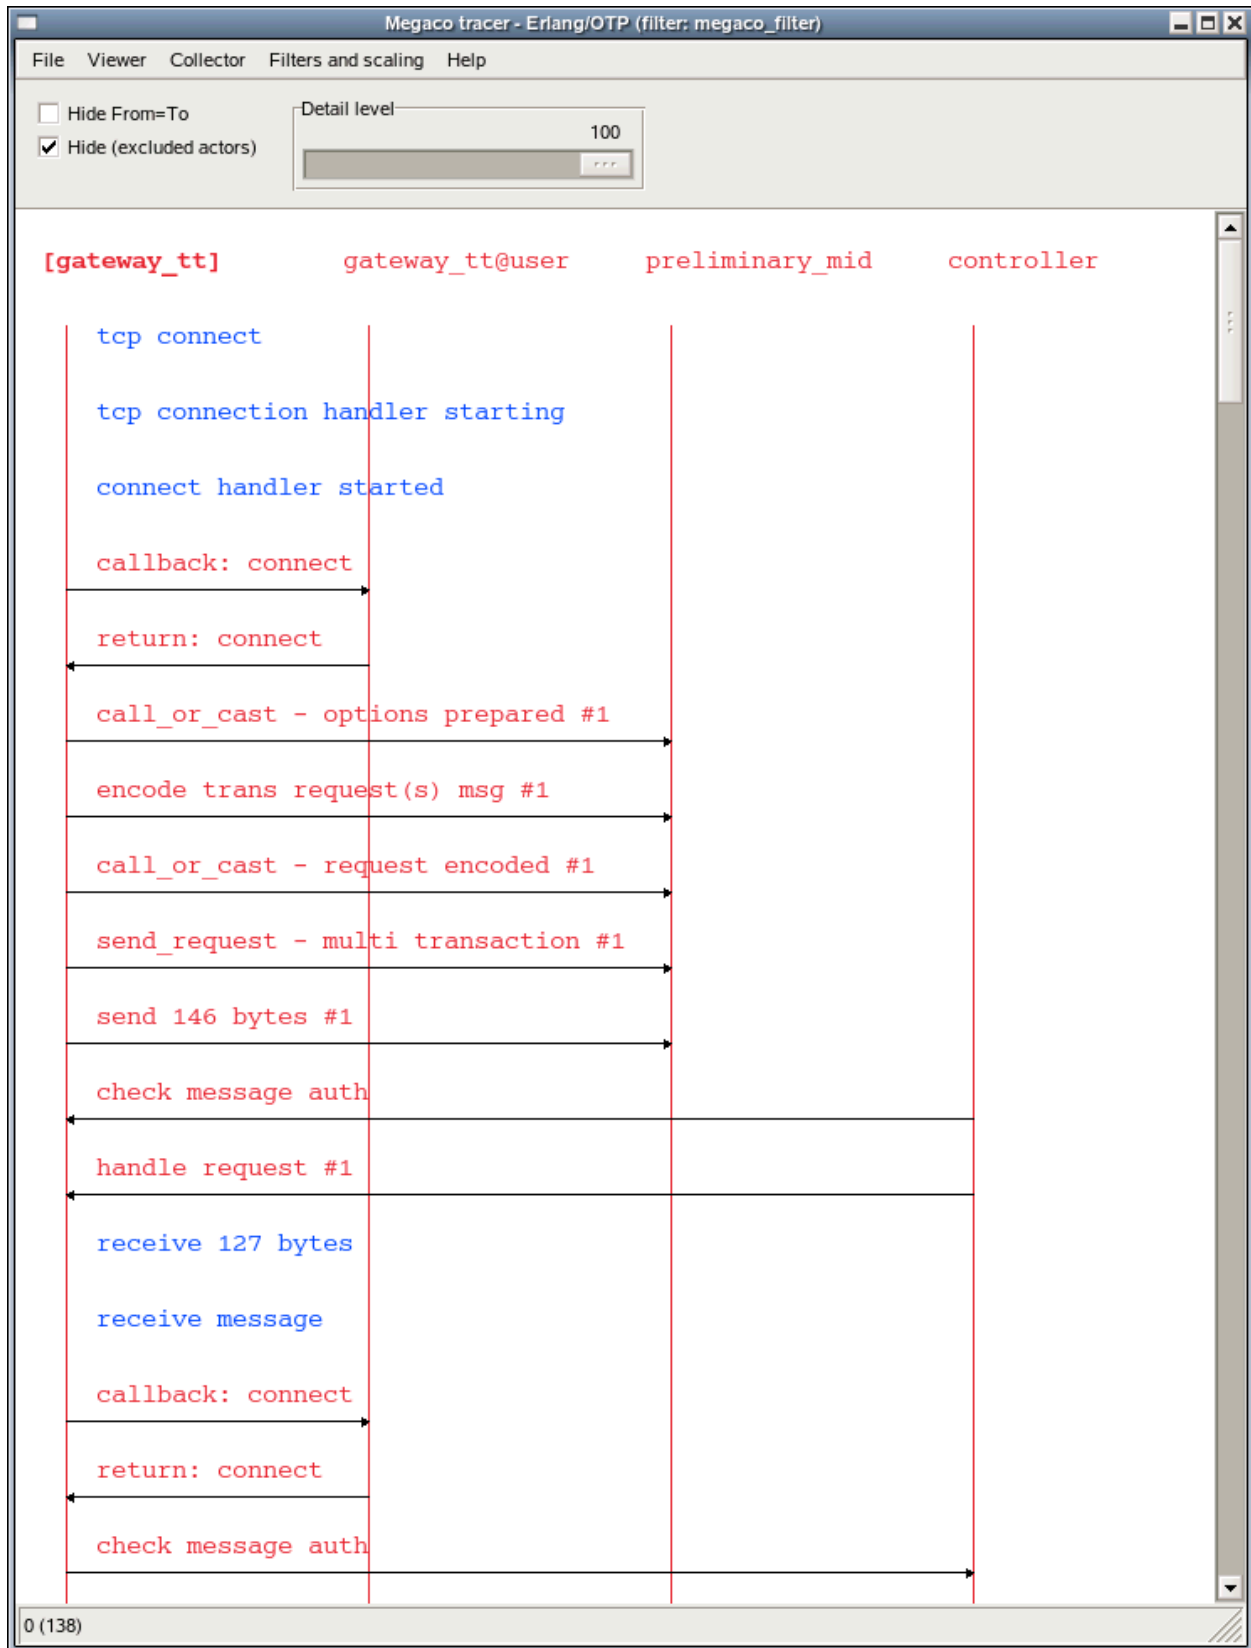 Megaco tracer - Erlang/OTP (filter: megaco_filter)
File Viewer Collector Filters and scaling Help
Hide From=To
Hide (excluded actors)
Detail level
100
[gateway_tt] gateway_tt@user preliminary_mid controller
tcp connect
tcp connection handler starting
connect handler started
callback: connect
return: connect
call_or_cast - options prepared #1
encode trans request(s) msg #1
call_or_cast - request encoded #1
send_request - multi transaction #1
send 146 bytes #1
check message auth
handle request #1
receive 127 bytes
receive message
callback: connect
return: connect
check message auth
0 (138)